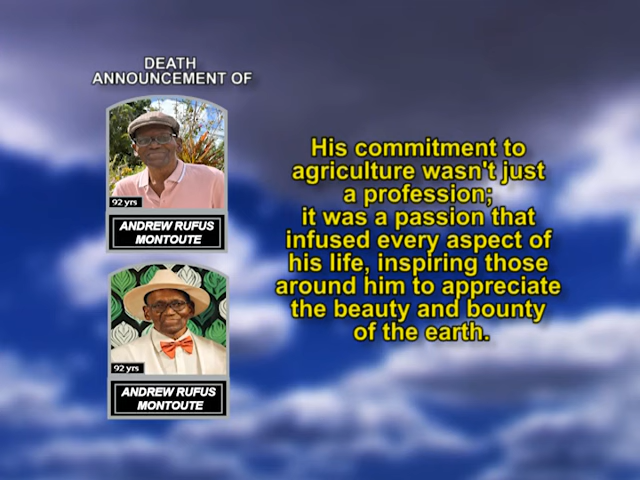 DEATH
ANNOUNCEMENT OF
92 yrs
ANDREW RUFUS
MONTOUTE
92 yrs
ANDREW RUFUS
MONTOUTE
His commitment to
agriculture wasn't just
a profession;
it was a passion that
infused every aspect of
his life, inspiring those
around him to appreciate
the beauty and bounty
of the earth.